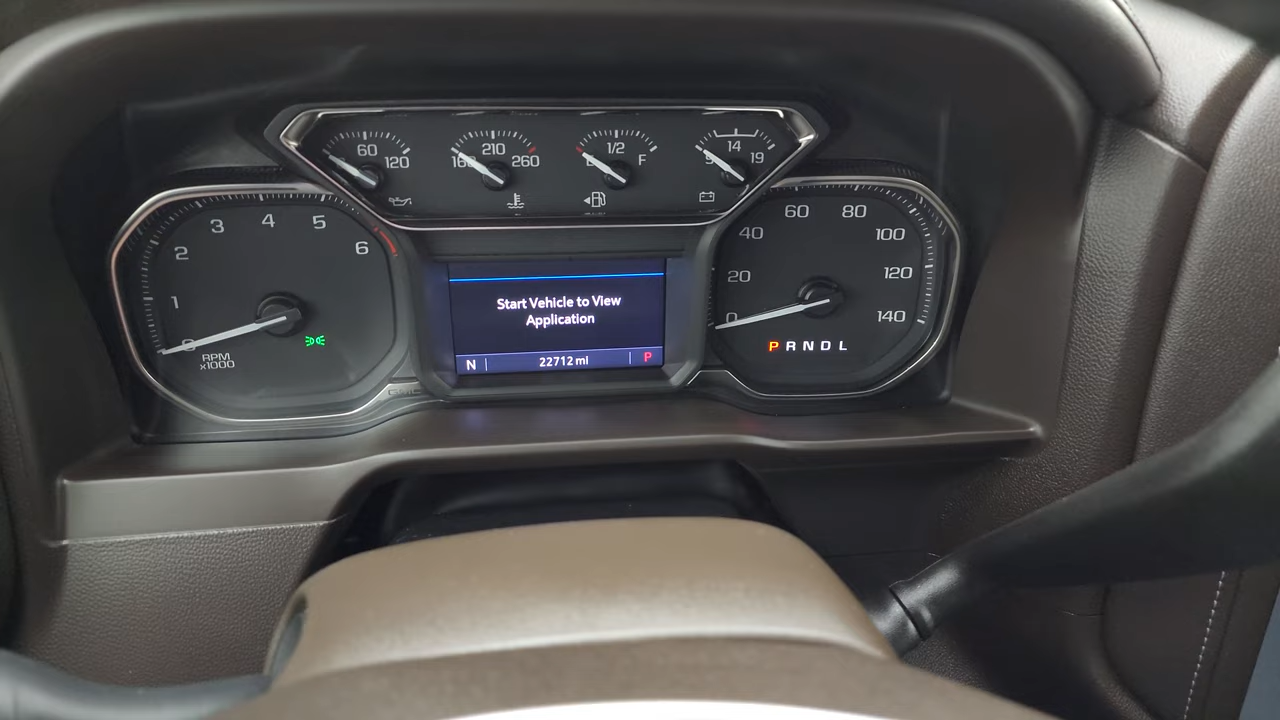 60
120
160
210
260
1/2
F
9
14
19
0
1
2
3
4
5
6
RPM
x1000
Start Vehicle to View
Application
N
22712 mi
P
0
20
40
60
80
100
120
140
P R N D L
GMC